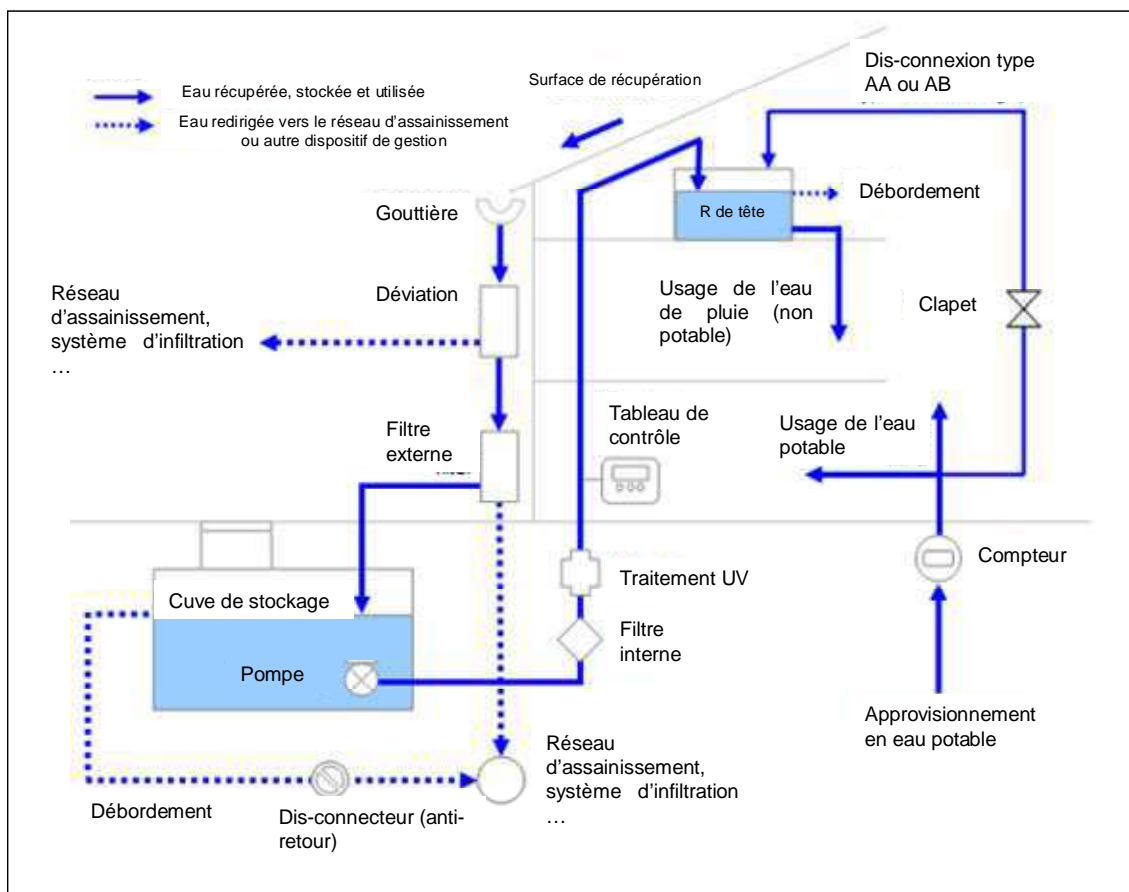 Dis-connexion type
AA ou AB
Surface de récupération
Eau récupérée, stockée et utilisée
Eau redirigée vers le réseau d'assainissement
ou autre dispositif de gestion
Gouttière
R de tête
Débordement
Déviation
Réseau
d'assainissement,
système d'infiltration
…
Usage de l'eau
de pluie (non
potable)
Clapet
Filtre
externe
Tableau de
contrôle
Usage de l'eau
potable
Compteur
Traitement UV
Cuve de stockage
Filtre
interne
Pompe
Approvisionnement
en eau potable
Réseau
d'assainissement,
système d'infiltration
…
Débordement
Dis-connecteur (anti-
retour)